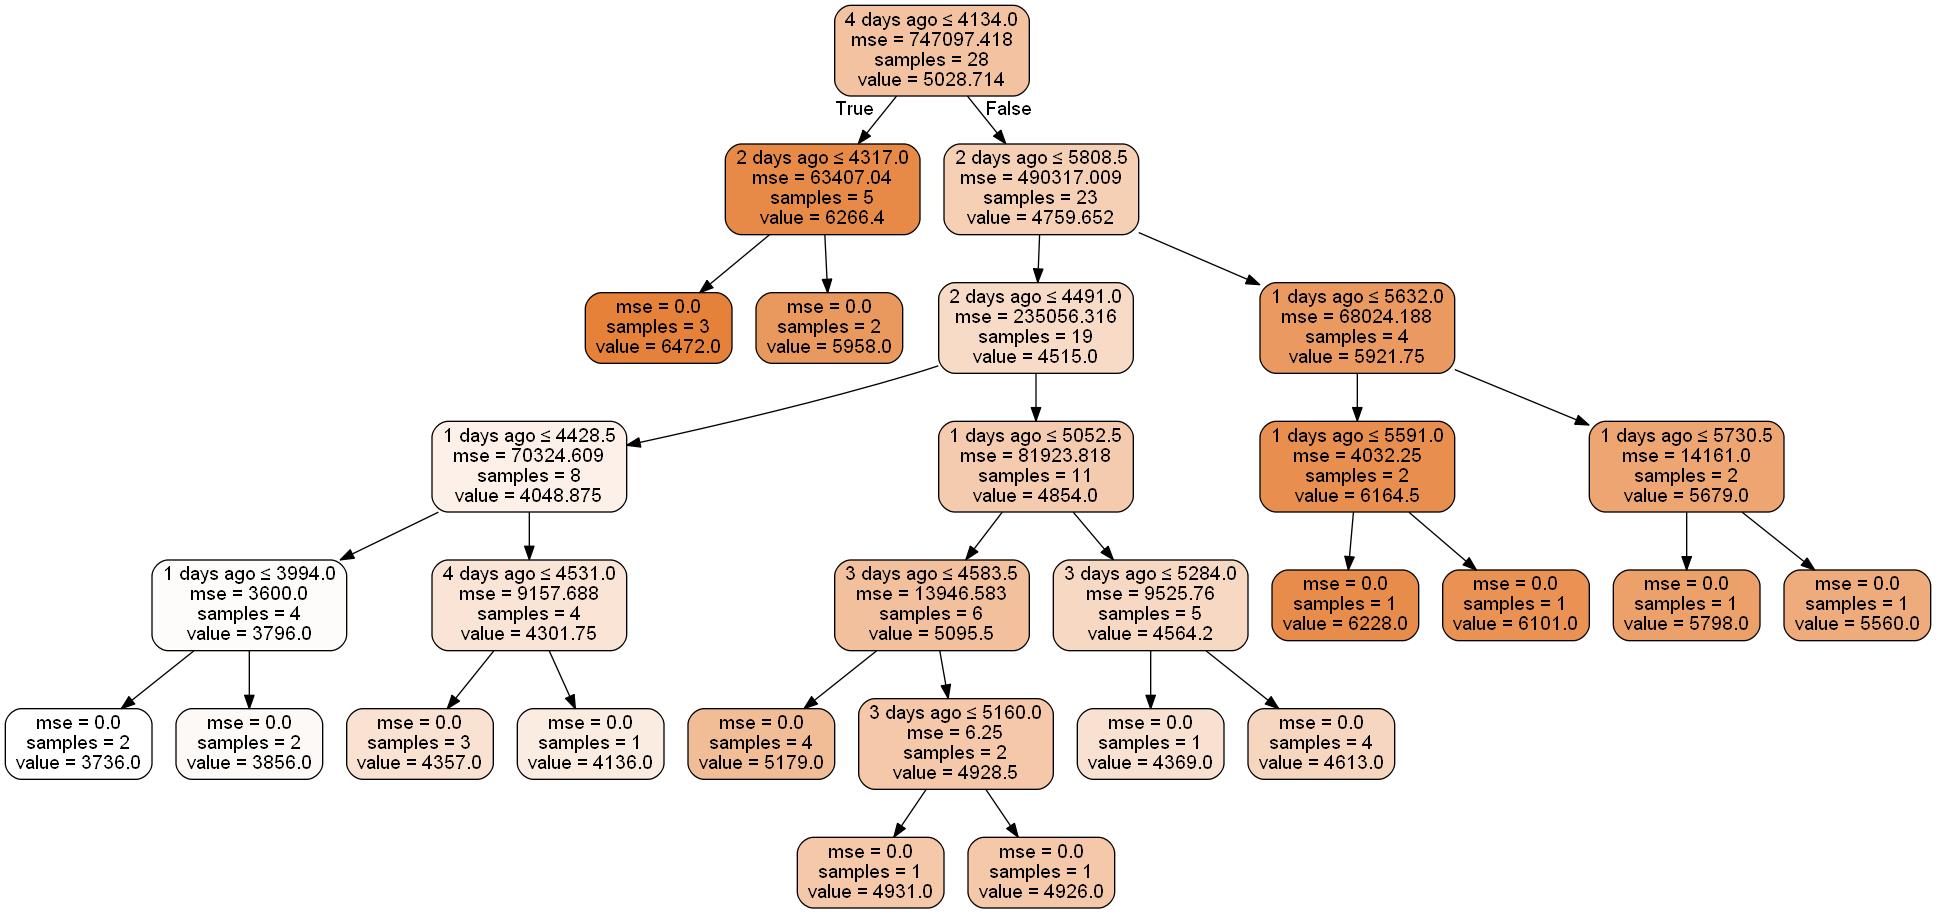 4 days ago ≤ 4134.0
mse = 747097.418
samples = 28
value = 5028.714
True
False
2 days ago ≤ 4317.0
mse = 63407.04
samples = 5
value = 6266.4
2 days ago ≤ 5808.5
mse = 490317.009
samples = 23
value = 4759.652
mse = 0.0
samples = 3
value = 6472.0
mse = 0.0
samples = 2
value = 5958.0
2 days ago ≤ 4491.0
mse = 235056.316
samples = 19
value = 4515.0
1 days ago ≤ 5632.0
mse = 68024.188
samples = 4
value = 5921.75
1 days ago ≤ 4428.5
mse = 70324.609
samples = 8
value = 4048.875
1 days ago ≤ 5052.5
mse = 81923.818
samples = 11
value = 4854.0
1 days ago ≤ 5591.0
mse = 4032.25
samples = 2
value = 6164.5
1 days ago ≤ 5730.5
mse = 14161.0
samples = 2
value = 5679.0
1 days ago ≤ 3994.0
mse = 3600.0
samples = 4
value = 3796.0
4 days ago ≤ 4531.0
mse = 9157.688
samples = 4
value = 4301.75
3 days ago ≤ 4583.5
mse = 13946.583
samples = 6
value = 5095.5
3 days ago ≤ 5284.0
mse = 9525.76
samples = 5
value = 4564.2
mse = 0.0
samples = 1
value = 6228.0
mse = 0.0
samples = 1
value = 6101.0
mse = 0.0
samples = 1
value = 5798.0
mse = 0.0
samples = 1
value = 5560.0
mse = 0.0
samples = 2
value = 3736.0
mse = 0.0
samples = 2
value = 3856.0
mse = 0.0
samples = 3
value = 4357.0
mse = 0.0
samples = 1
value = 4136.0
mse = 0.0
samples = 4
value = 5179.0
3 days ago ≤ 5160.0
mse = 6.25
samples = 2
value = 4928.5
mse = 0.0
samples = 1
value = 4369.0
mse = 0.0
samples = 4
value = 4613.0
mse = 0.0
samples = 1
value = 4931.0
mse = 0.0
samples = 1
value = 4926.0